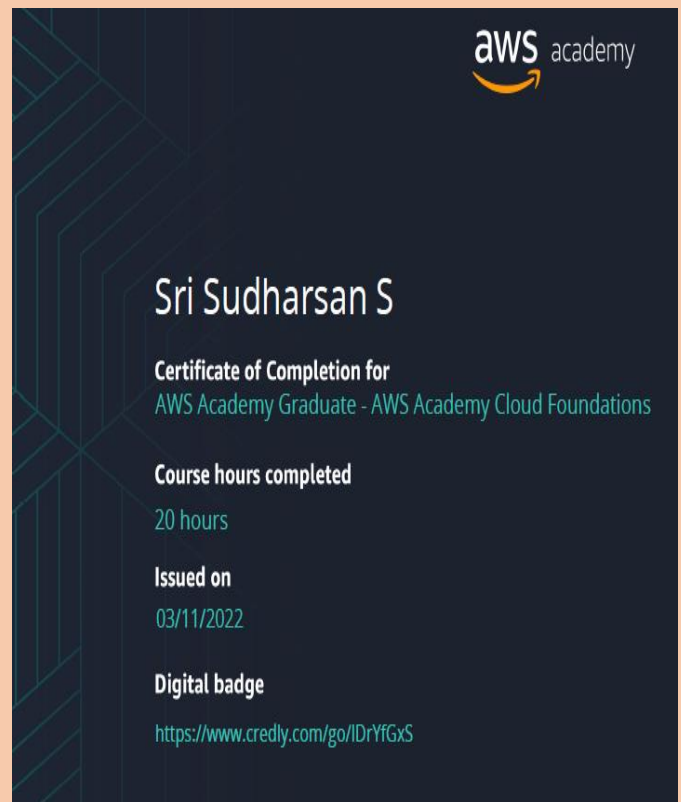 aws academy
Sri Sudharsan S
Certificate of Completion for
AWS Academy Graduate - AWS Academy Cloud Foundations
Course hours completed
20 hours
Issued on
03/11/2022
Digital badge
https://www.credly.com/go/IDrYfGxS